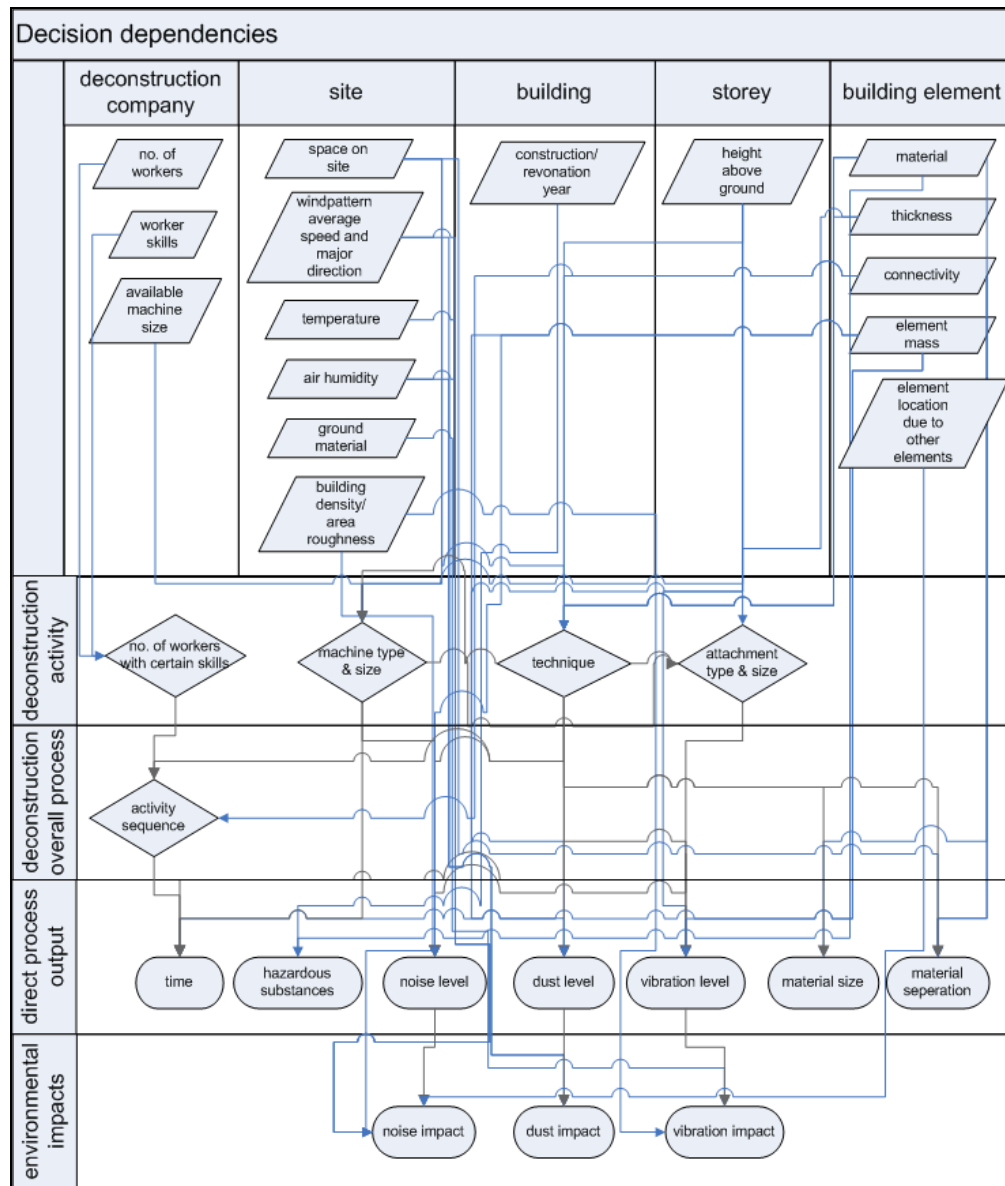 Decision dependencies
deconstruction
company
site
building
storey
building element
no. of
workers
worker
skills
available
machine
size
space on
site
windpattern
average
speed and
major
direction
temperature
air humidity
ground
material
building
density/
area
roughness
construction/
revonation
year
height
above
ground
material
thickness
connectivity
element
mass
element
location
due to
other
elements
deconstruction
activity
no. of workers
with certain skills
machine type
& size
technique
attachment
type & size
deconstruction
overall process
activity
sequence
direct process
output
time
hazardous
substances
noise level
dust level
vibration level
material size
material
seperation
environmental
impacts
noise impact
dust impact
vibration impact